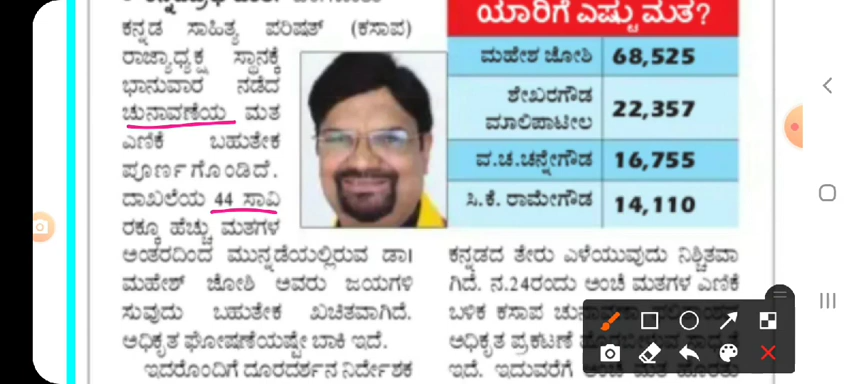 ಕನ್ನಡ ಸಾಹಿತ್ಯ ಪರಿಷತ್ (ಕಸಾಪ)
ರಾಜ್ಯಾಧ್ಯಕ್ಷ ಸ್ಥಾನಕ್ಕೆ
ಭಾನುವಾರ ನಡೆದ
ಚುನಾವಣೆಯ ಮತ
ಎಣಿಕೆ ಬಹುತೇಕ
ಪೂರ್ಣಗೊಂಡಿದೆ.
ದಾಖಲೆಯ 44 ಸಾವಿ
ರಕ್ಕೂ ಹೆಚ್ಚು ಮತಗಳ
ಅಂತರದಿಂದ ಮುನ್ನಡೆಯಲ್ಲಿರುವ ಡಾ।
ಮಹೇಶ್ ಜೋಶಿ ಅವರು ಜಯಗಳಿ
ಸುವುದು ಬಹುತೇಕ ಖಚಿತವಾಗಿದೆ.
ಅಧಿಕೃತ ಘೋಷಣೆಯಷ್ಟೇ ಬಾಕಿ ಇದೆ.
ಇದರೊಂದಿಗೆ ದೂರದರ್ಶನ ನಿರ್ದೇಶಕ
ಯಾರಿಗೆ ಎಷ್ಟು ಮತ?
ಮಹೇಶ ಜೋಶಿ 68,525
ಶೇಖರಗೌಡ
ಮಾಲಿಪಾಟೀಲ 22,357
ವ.ಚ.ಚನ್ನೇಗೌಡ 16,755
ಸಿ.ಕೆ. ರಾಮೇಗೌಡ 14,110
ಕನ್ನಡದ ತೇರು ಎಳೆಯುವುದು ನಿಶ್ಚಿತವಾ
ಗಿದೆ. ನ.24ರಂದು ಅಂಚೆ ಮತಗಳ ಎಣಿಕೆ
ಬಳಿಕ ಕಸಾಪ
ಅಧಿಕೃತ ಪ್ರಕಟಣೆ
ಇದೆ. ಇದುವರೆಗೆ